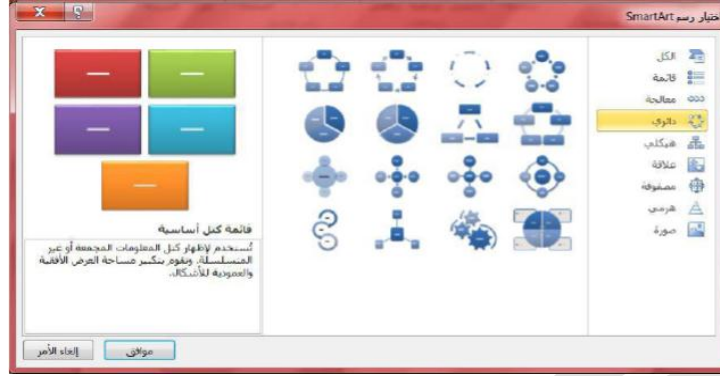 اختيار رسم SmartArt
الكل
قائمة
معالجة
دائري
هيكلي
علاقة
مصفوفة
هرمي
صورة
قائمة كتل أساسية
تُستخدم لإظهار كتل المعلومات المجمعة أو غير
المتسلسلة. ويقوم بتكبير مساحة العرض الأفقية
والعمودية للأشكال.
موافق
إلغاء الأمر